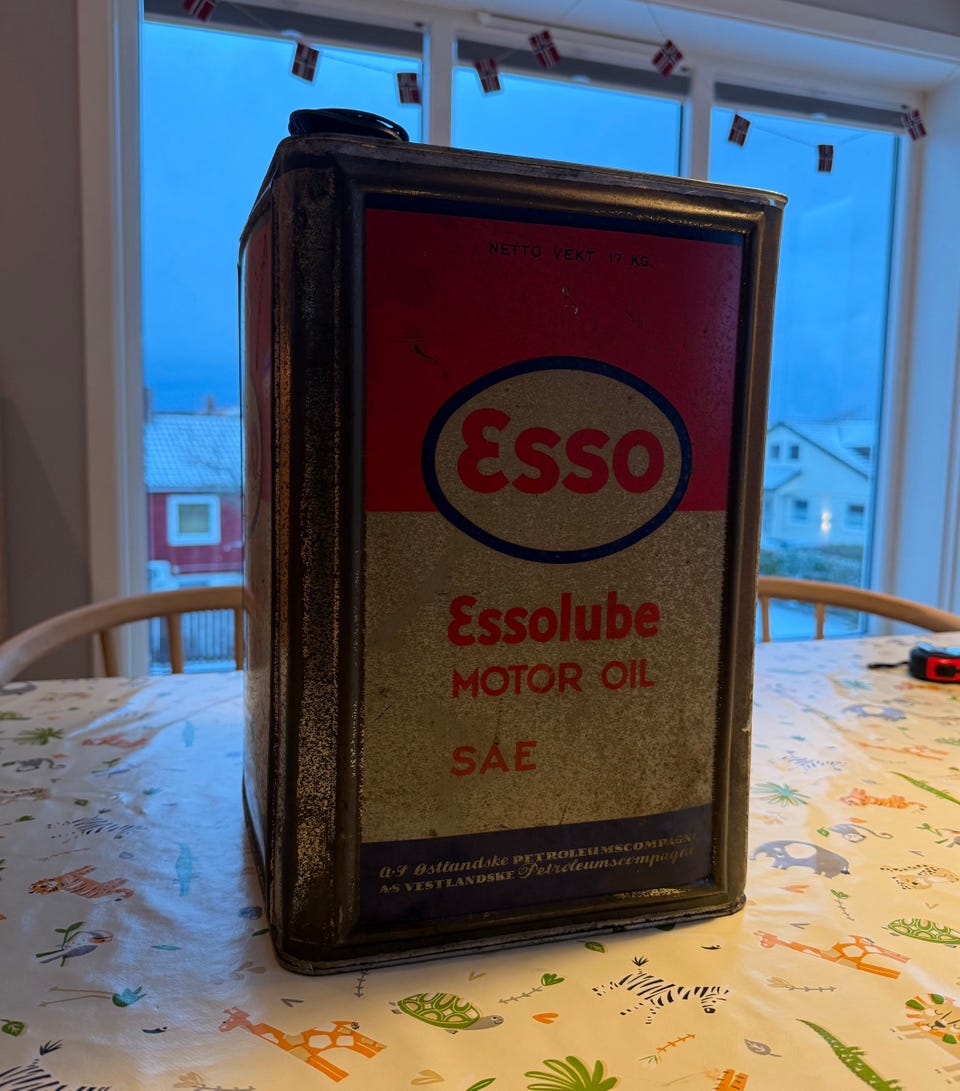 NETTO VEKT 17 KG.
Esso
Essolube
MOTOR OIL
SAE
A·S Østlandske PETROLEUMSCOMPAGNI
A·S VESTLANDSKE Petroleumscompagni